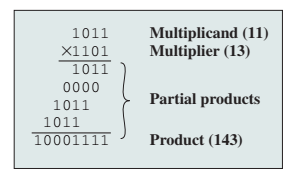 1011 Multiplicand (11)
×1101 Multiplier (13)
1011
0000
1011 Partial products
1011
10001111 Product (143)